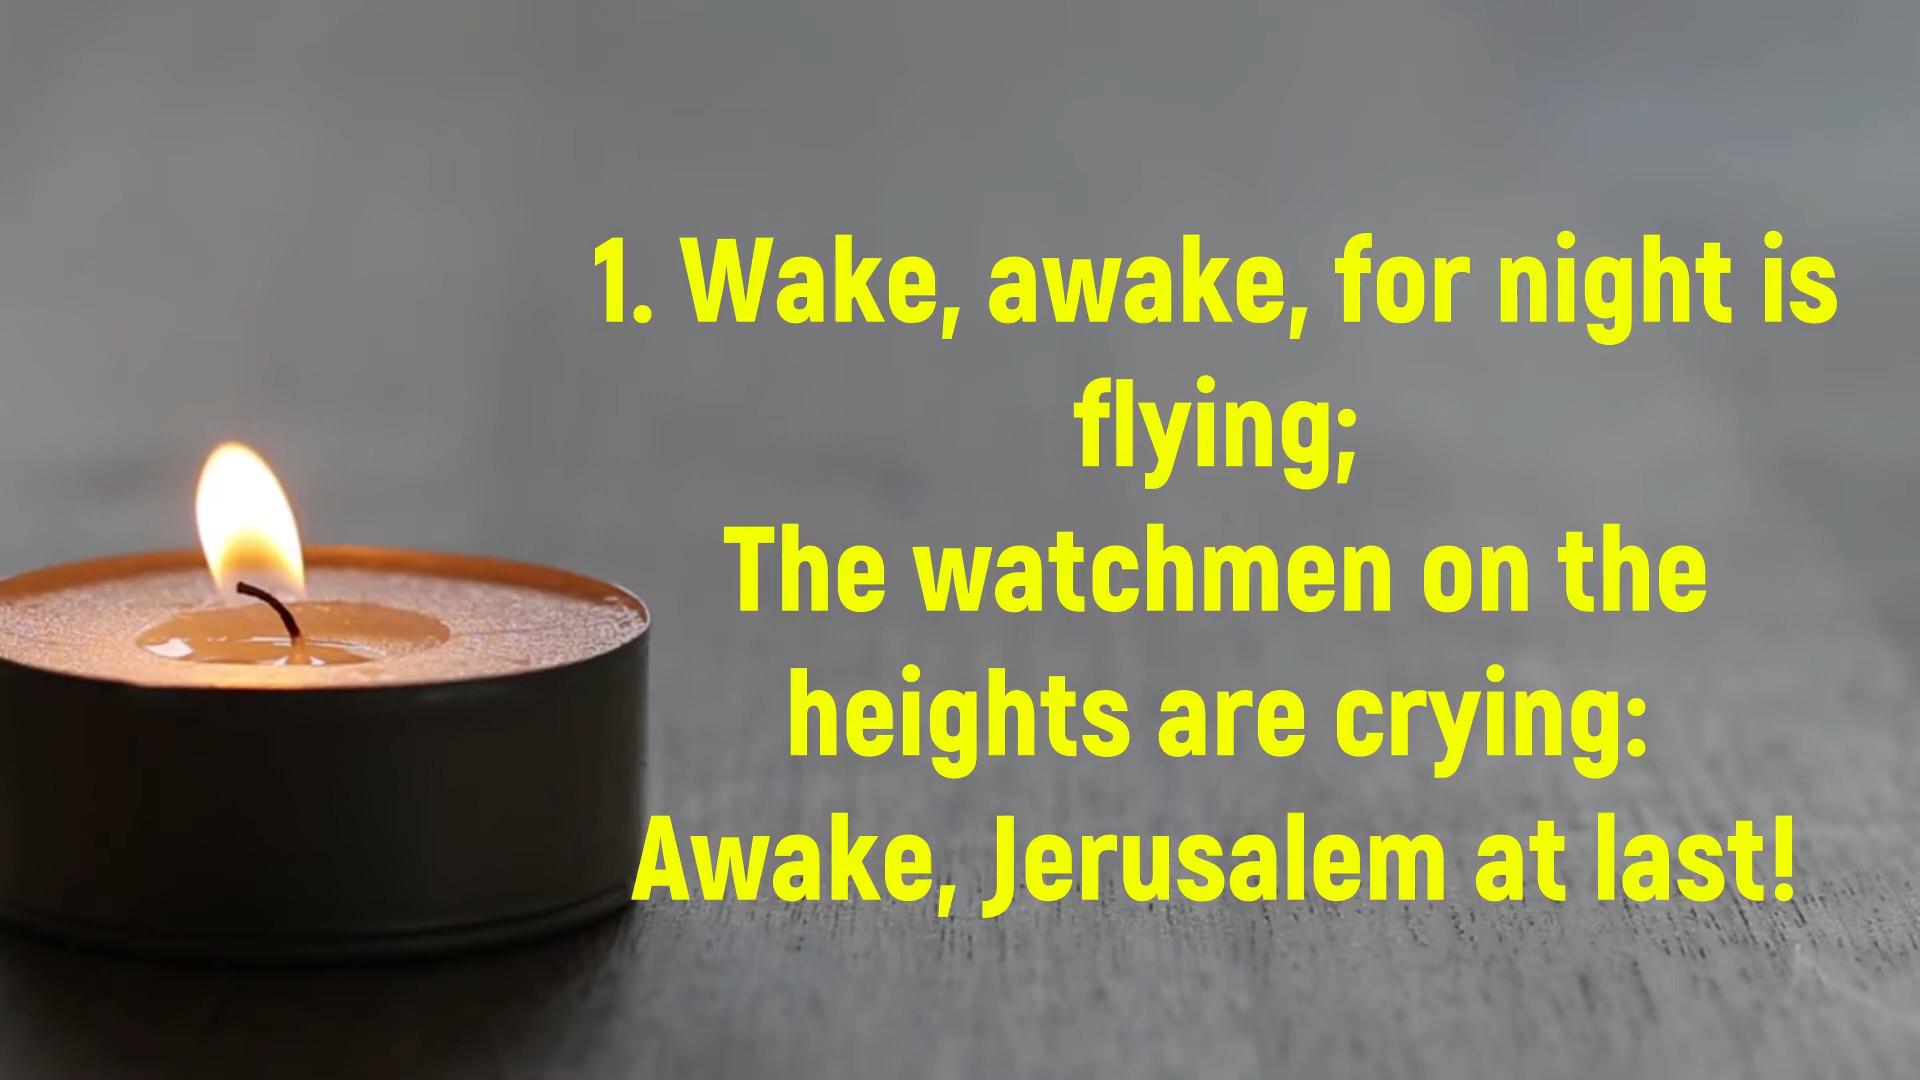 1. Wake, awake, for night is
flying;
The watchmen on the
heights are crying:
Awake, Jerusalem at last!